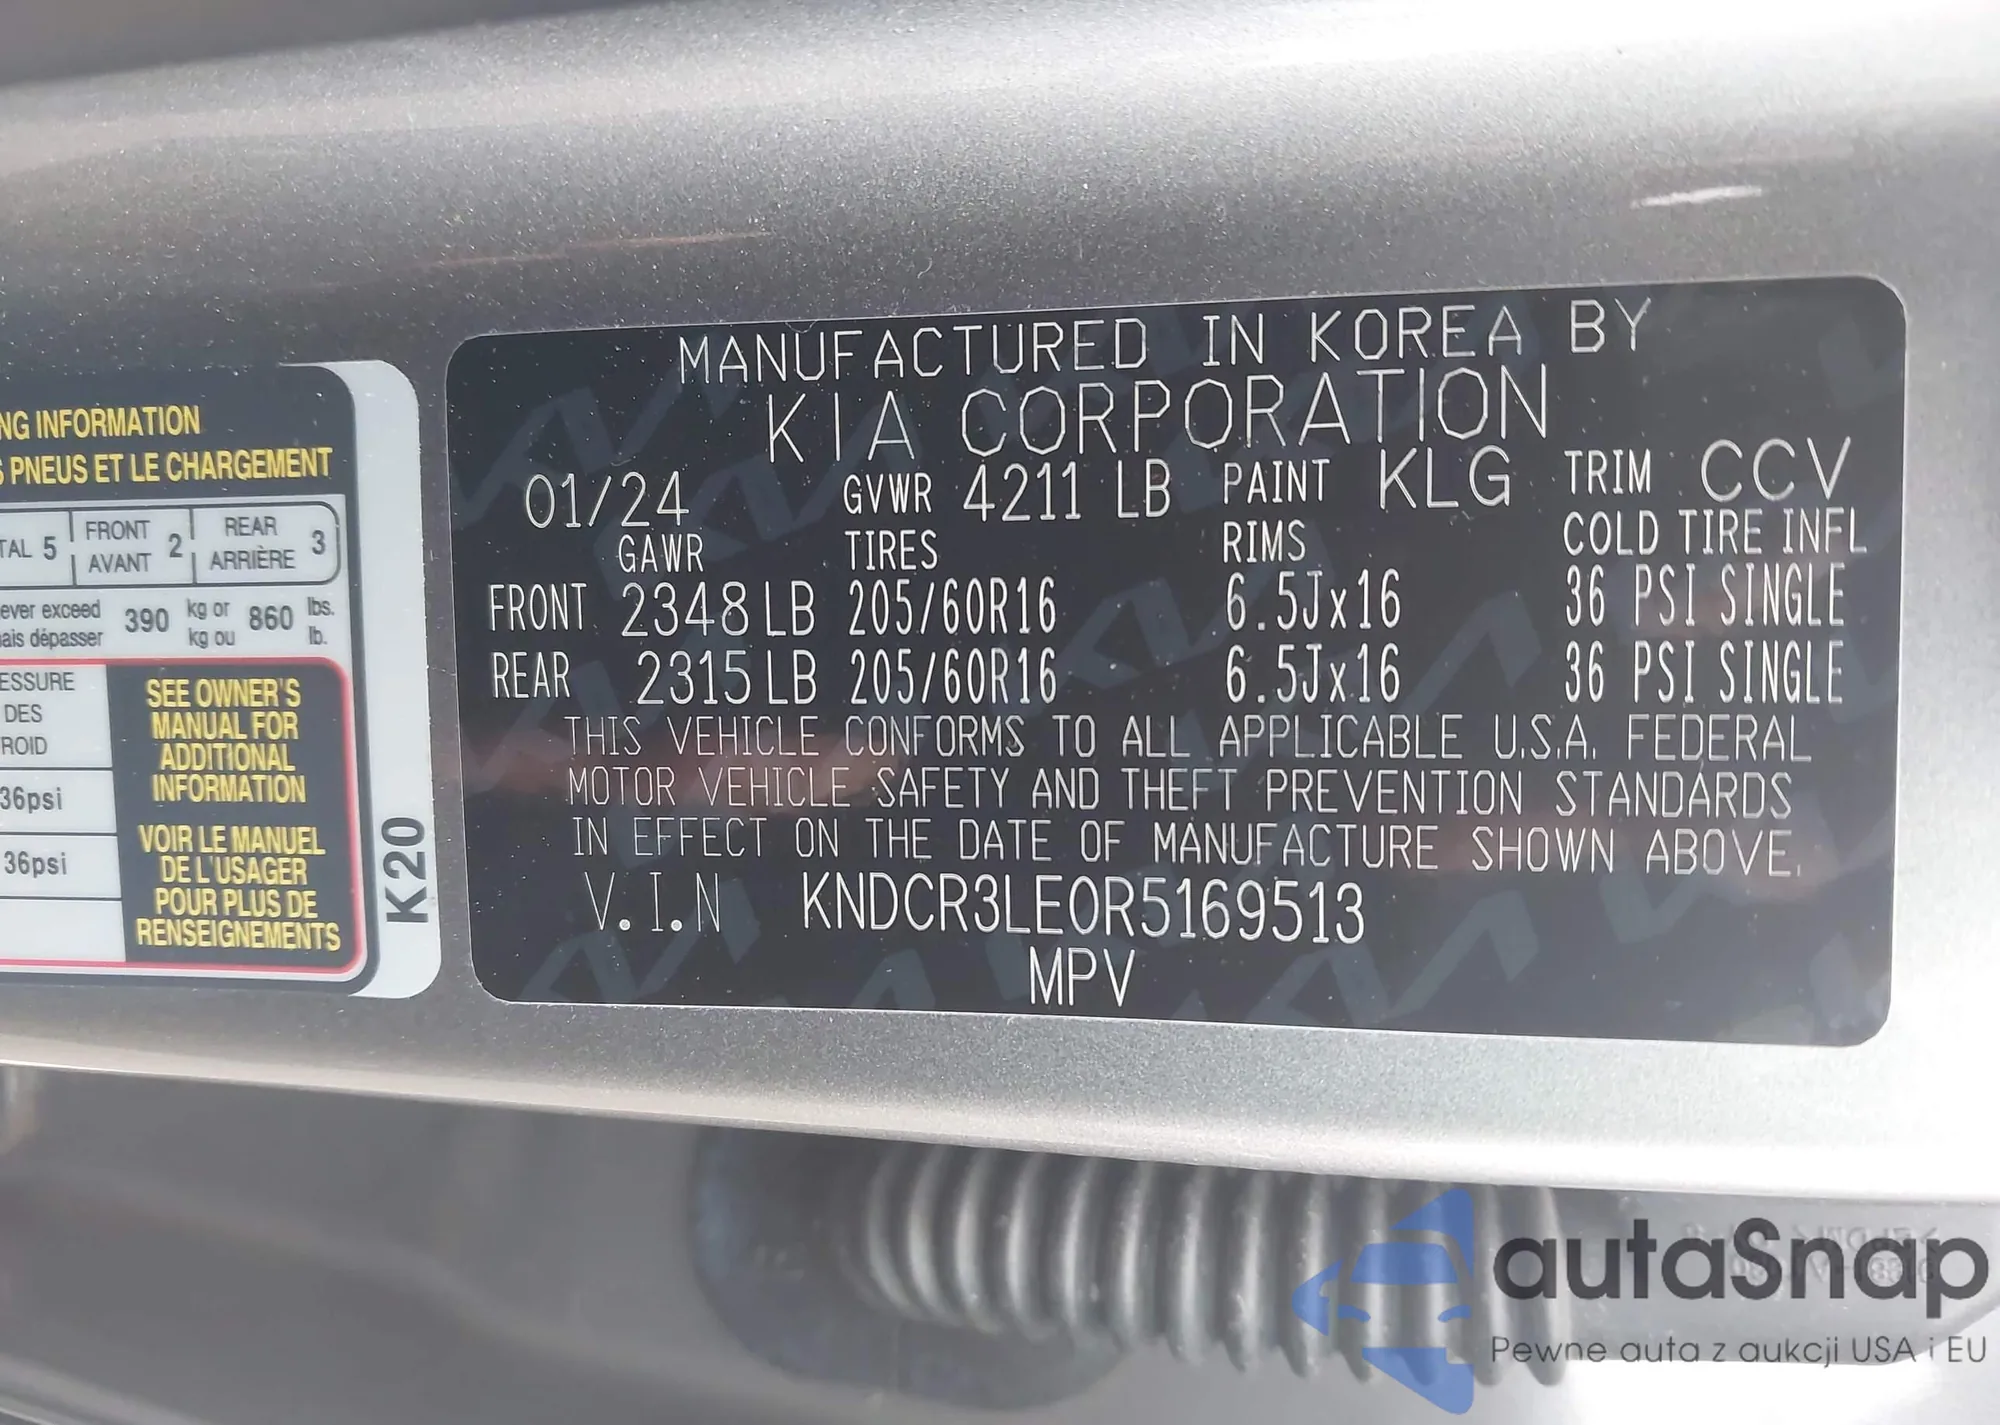 NG INFORMATION
S PNEUS ET LE CHARGEMENT
TAL 5 FRONT AVANT 2 REAR ARRIÈRE 3
ever exceed 390 kg or 860 lbs.
ais dépasser kg ou lb.
ESSURE
DES
ROID
36psi
36psi
SEE OWNER'S
MANUAL FOR
ADDITIONAL
INFORMATION
VOIR LE MANUEL
DE L'USAGER
POUR PLUS DE
RENSEIGNEMENTS
K20
MANUFACTURED IN KOREA BY
KIA CORPORATION
01/24 GVWR 4211 LB PAINT KLG TRIM CCV
GAWR TIRES RIMS COLD TIRE INFL
FRONT 2348 LB 205/60R16 6.5Jx16 36 PSI SINGLE
REAR 2315 LB 205/60R16 6.5Jx16 36 PSI SINGLE
THIS VEHICLE CONFORMS TO ALL APPLICABLE U.S.A. FEDERAL
MOTOR VEHICLE SAFETY AND THEFT PREVENTION STANDARDS
IN EFFECT ON THE DATE OF MANUFACTURE SHOWN ABOVE.
V.I.N KNDCR3LE0R5169513
MPV
autaSnap
Pewne auta z aukcji USA i EU